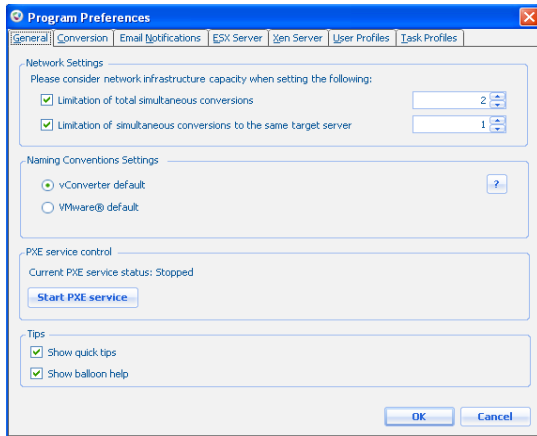 Program Preferences
General Conversion Email Notifications ESX Server Xen Server User Profiles Task Profiles
Network Settings
Please consider network infrastructure capacity when setting the following:
Limitation of total simultaneous conversions 2
Limitation of simultaneous conversions to the same target server 1
Naming Conventions Settings
vConverter default ?
VMware® default
PXE service control
Current PXE service status: Stopped
Start PXE service
Tips
Show quick tips
Show balloon help
OK Cancel